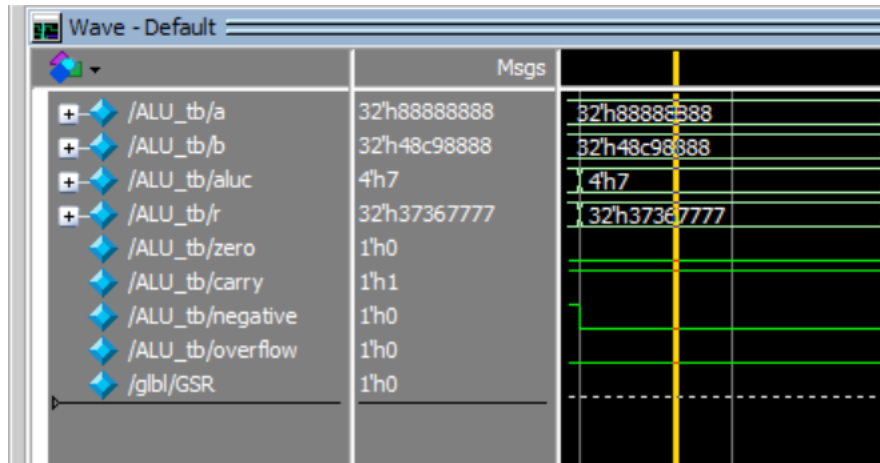 Wave - Default
Msgs
/ALU_tb/a 32'h88888888 32'h88888888
/ALU_tb/b 32'h48c98888 32'h48c98888
/ALU_tb/aluc 4'h7 4'h7
/ALU_tb/r 32'h37367777 32'h37367777
/ALU_tb/zero 1'h0
/ALU_tb/carry 1'h1
/ALU_tb/negative 1'h0
/ALU_tb/overflow 1'h0
/glbl/GSR 1'h0